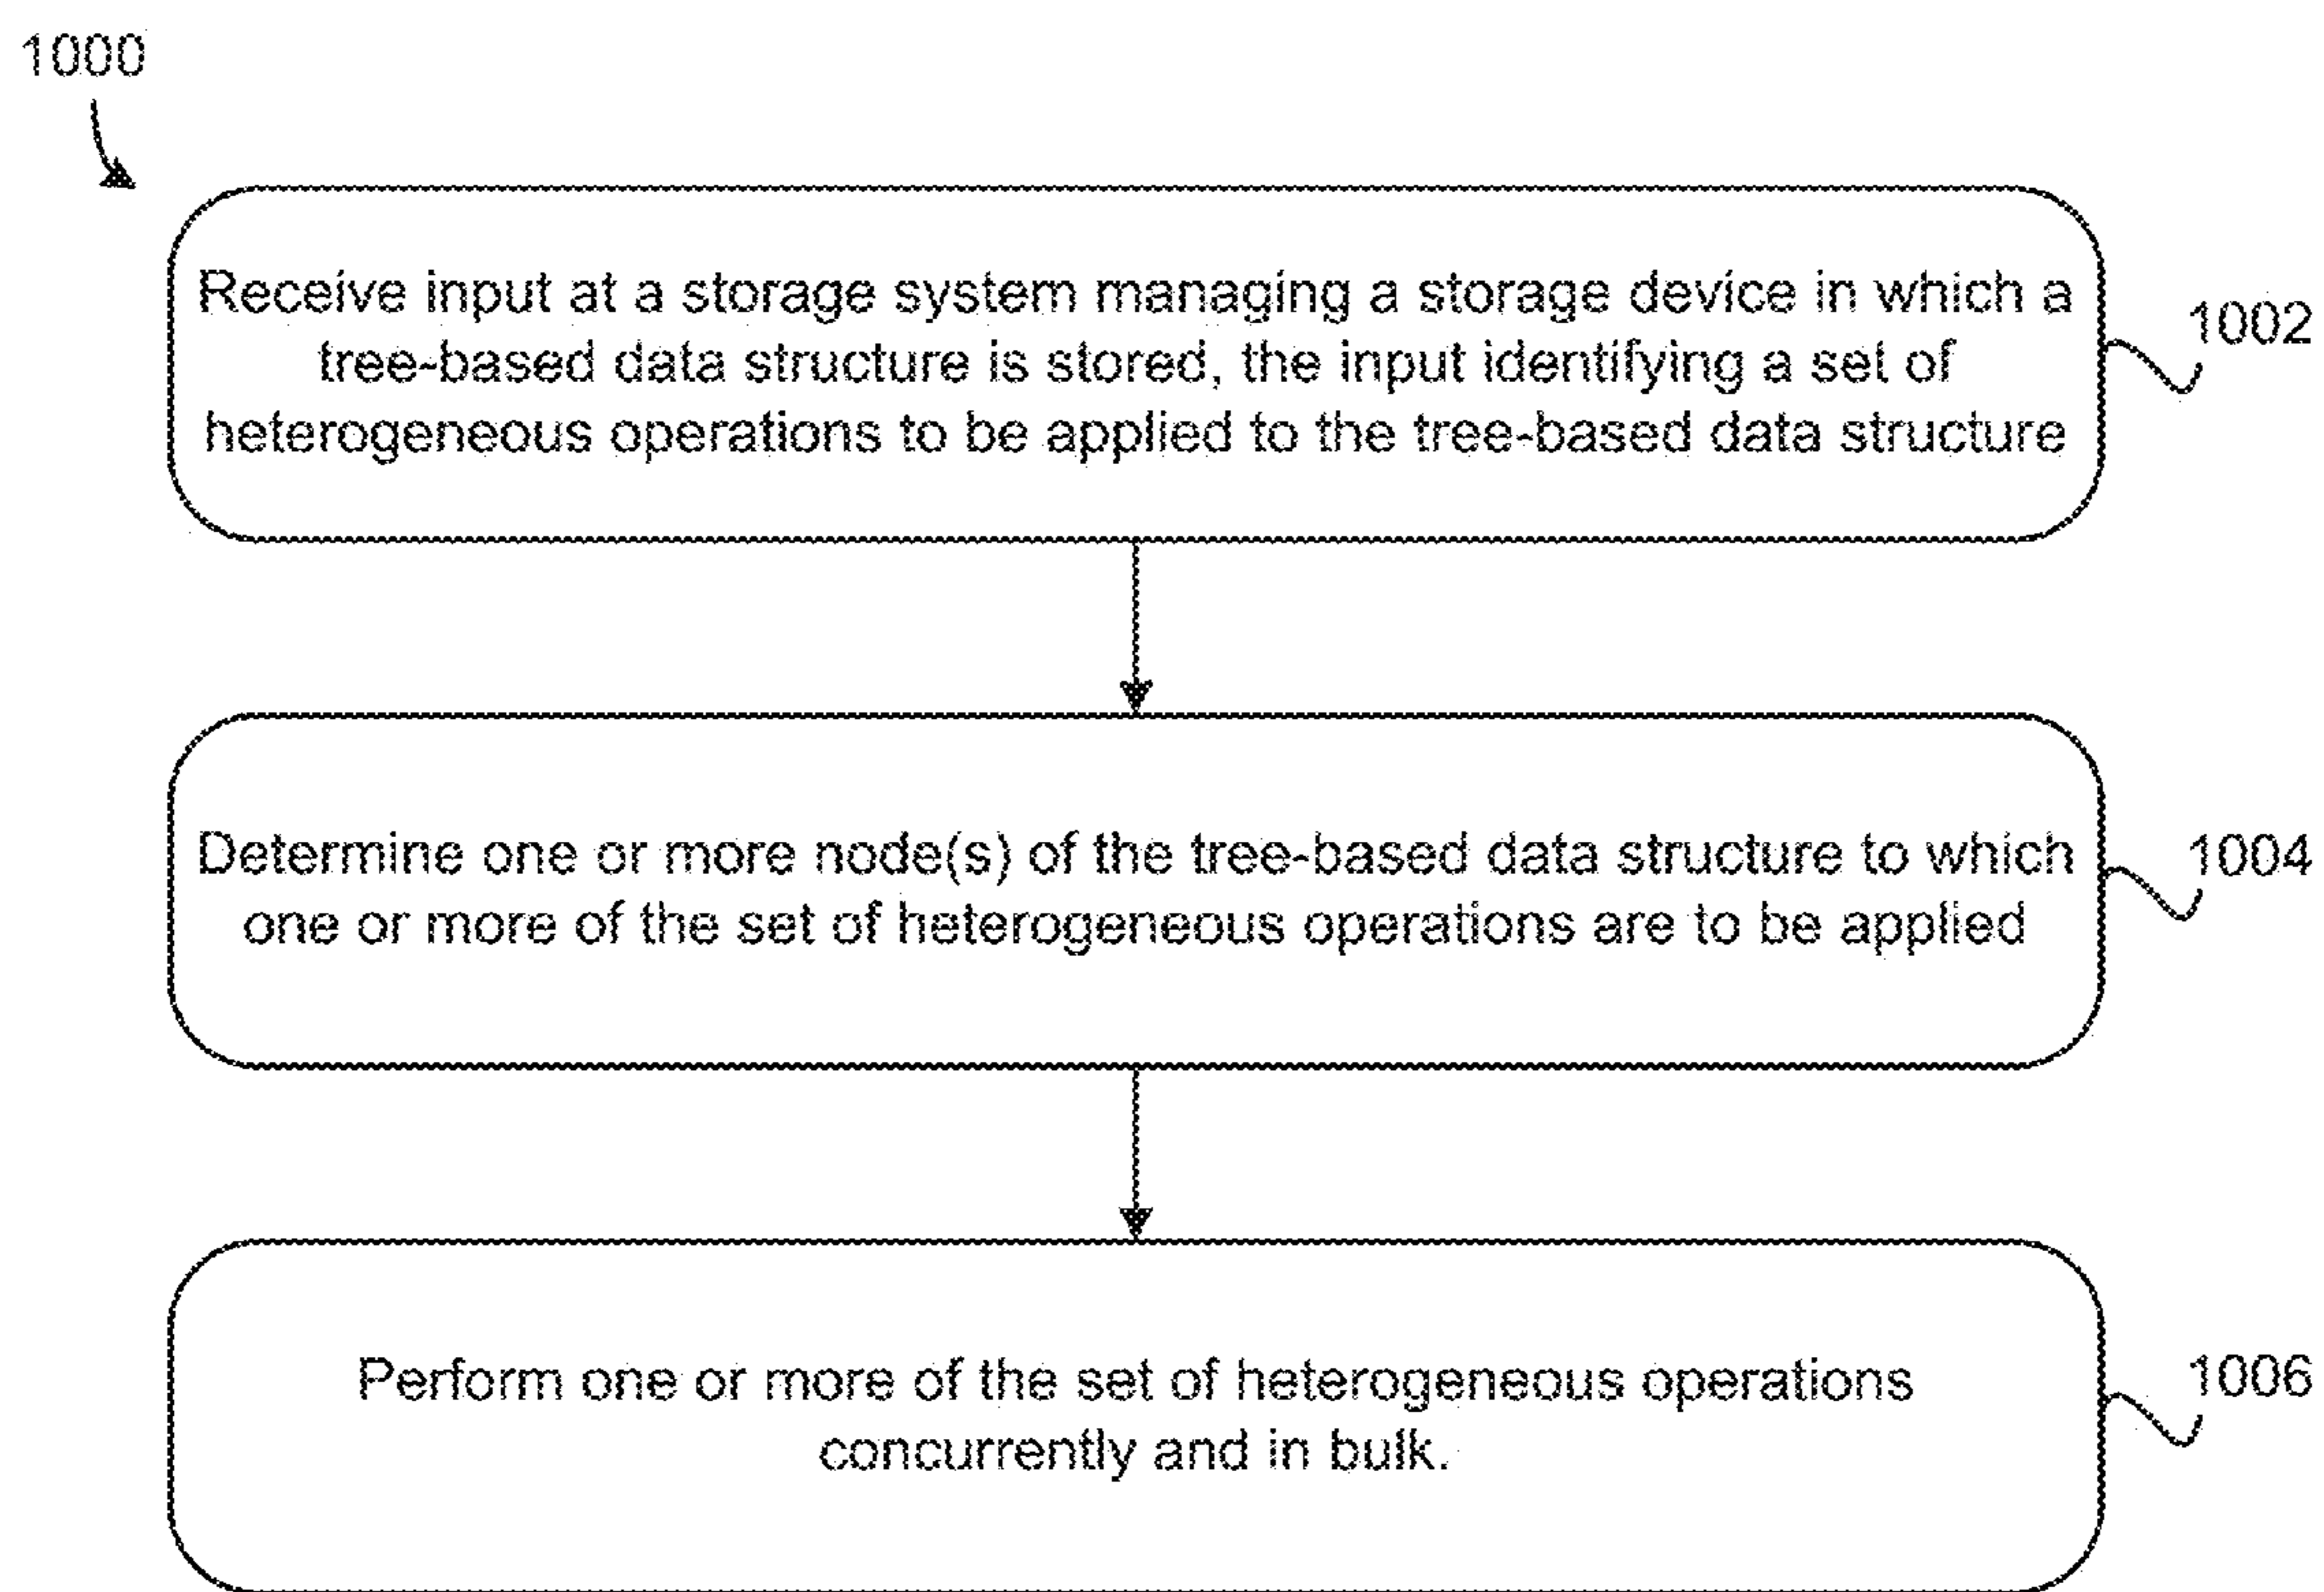 1000
Receive input at a storage system managing a storage device in which a
tree-based data structure is stored, the input identifying a set of
heterogeneous operations to be applied to the tree-based data structure
1002
Determine one or more node(s) of the tree-based data structure to which
one or more of the set of heterogeneous operations are to be applied
1004
Perform one or more of the set of heterogeneous operations
concurrently and in bulk.
1006